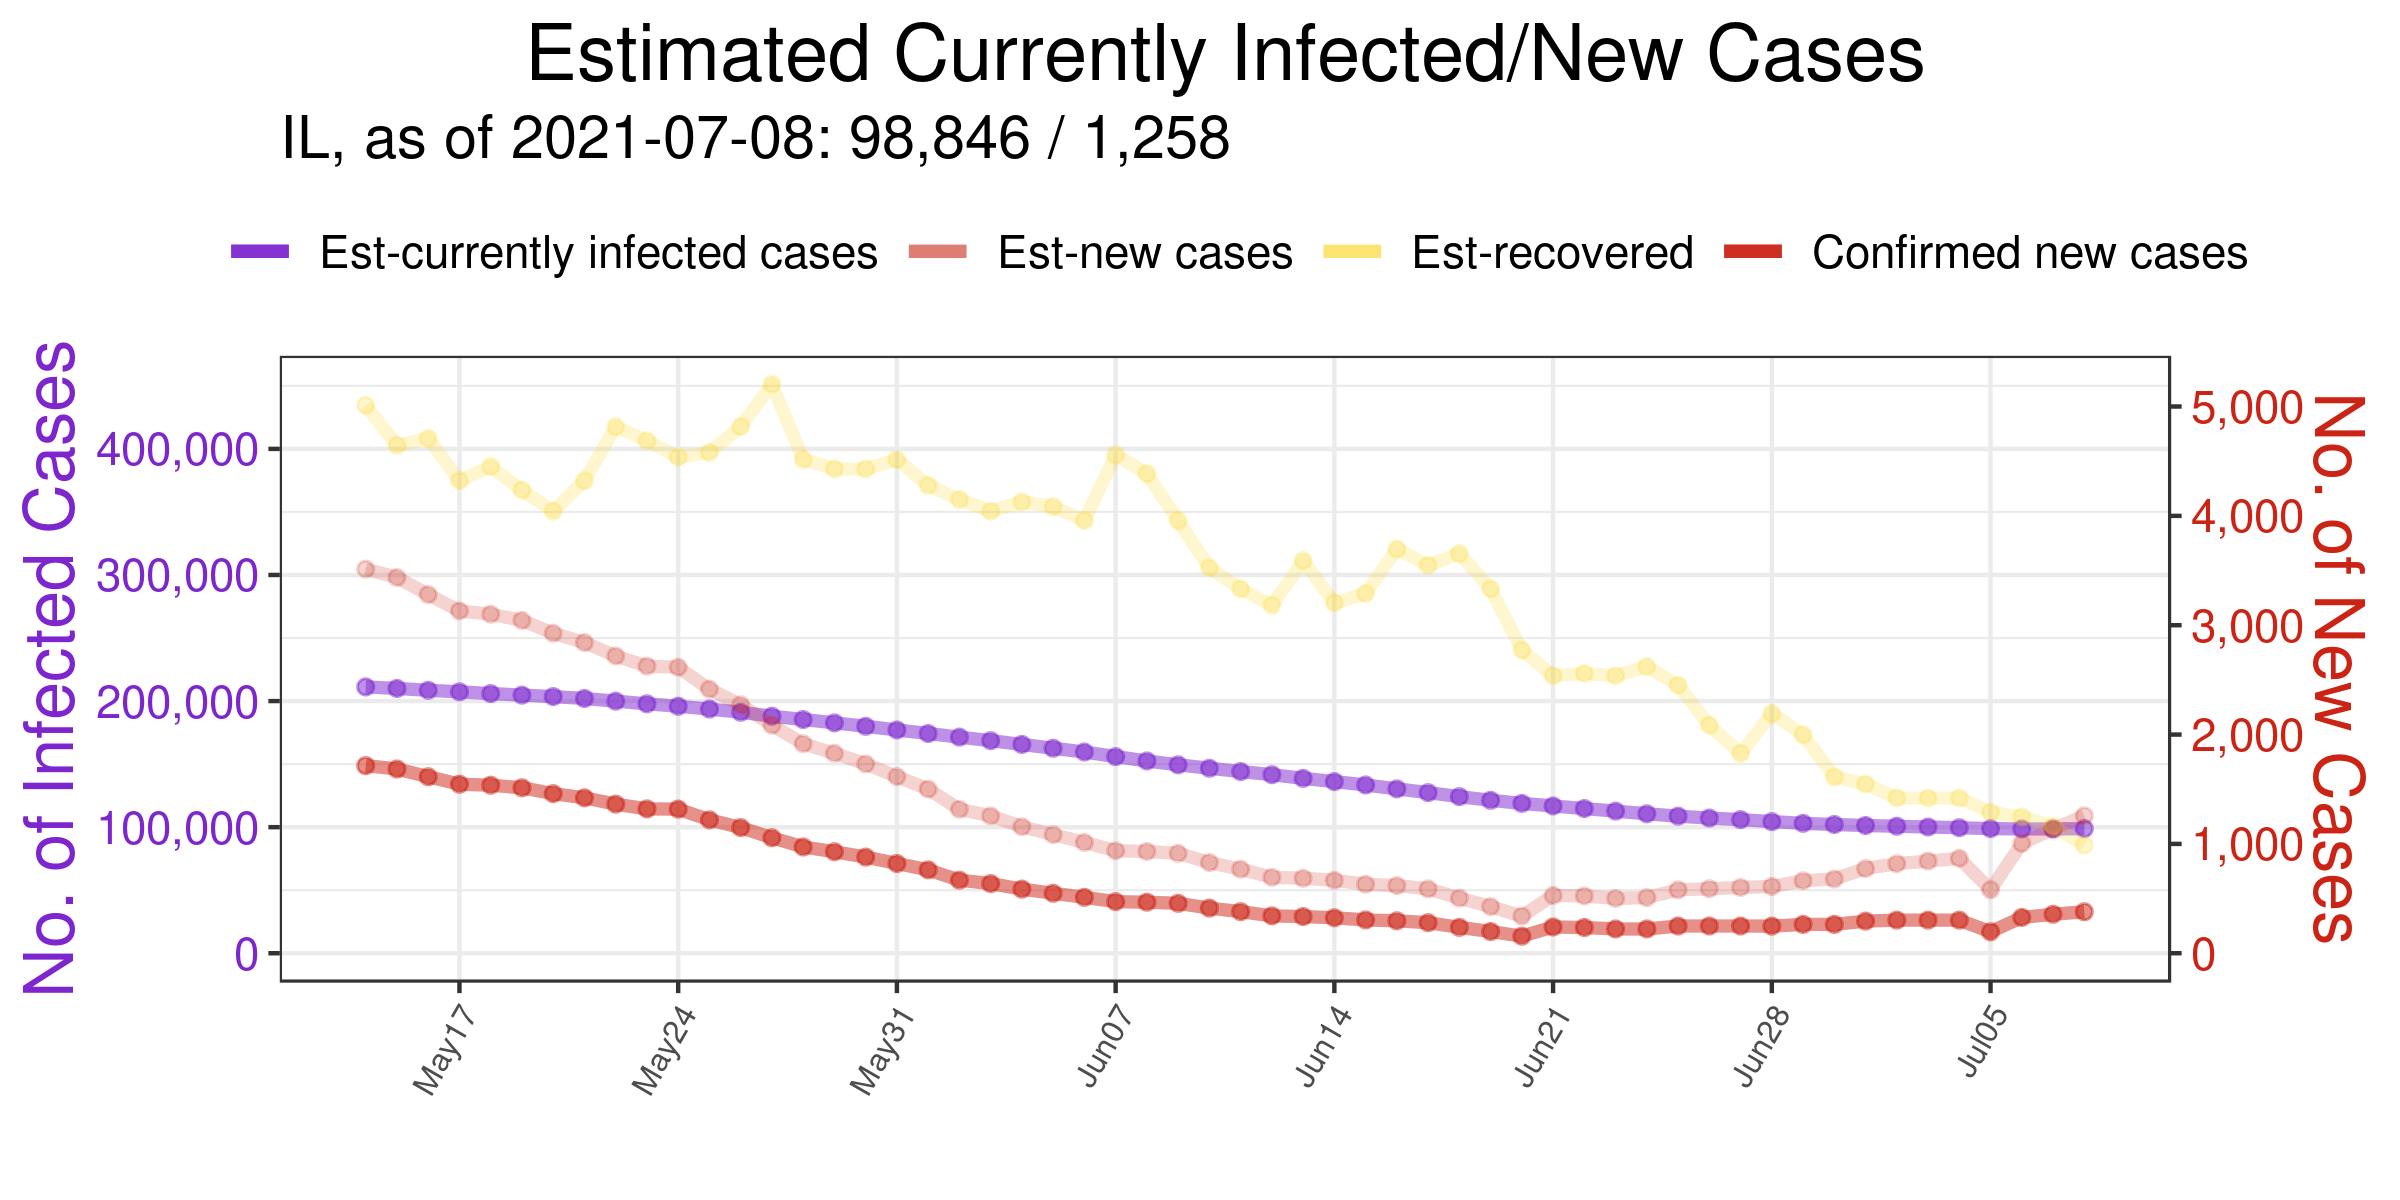 Estimated Currently Infected/New Cases
IL, as of 2021-07-08: 98,846 / 1,258
Est-currently infected cases
Est-new cases
Est-recovered
Confirmed new cases
No. of Infected Cases
400,000
300,000
200,000
100,000
0
5,000
4,000
3,000
2,000
1,000
0
No. of New Cases
May17
May24
May31
Jun07
Jun14
Jun21
Jun28
Jul05